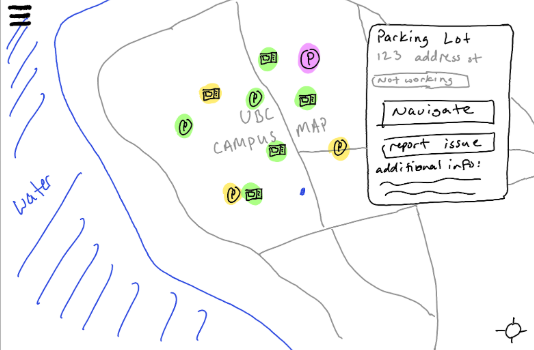 Parking Lot
123 address st
Not working
Navigate
report issue
additional info:
P
P
P
P
P
UBC
CAMPUS MAP
water